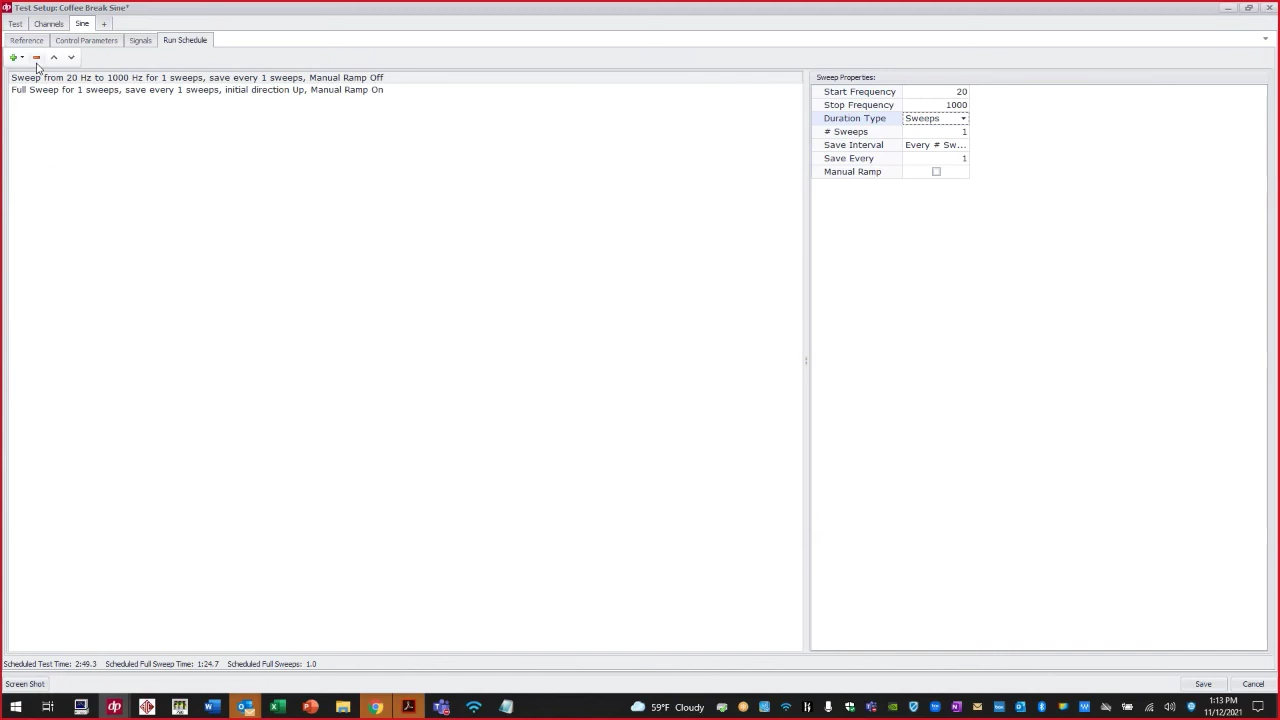 dp Test Setup: Coffee Break Sine*
Test Channels Sine +
Reference Control Parameters Signals Run Schedule
Sweep from 20 Hz to 1000 Hz for 1 sweeps, save every 1 sweeps, Manual Ramp Off
Full Sweep for 1 sweeps, save every 1 sweeps, initial direction Up, Manual Ramp On
Sweep Properties:
Start Frequency 20
Stop Frequency 1000
Duration Type Sweeps
# Sweeps 1
Save Interval Every # Sw...
Save Every 1
Manual Ramp
Scheduled Test Time: 2:49.3 Scheduled Full Sweep Time: 1:24.7 Scheduled Full Sweeps: 1.0
Screen Shot Save Cancel
dp 59°F Cloudy 1:13 PM
11/12/2021